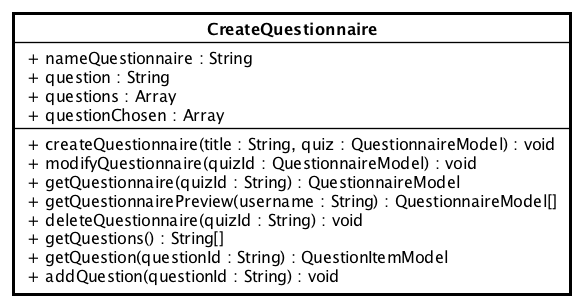 CreateQuestionnaire
+ nameQuestionnaire : String
+ question : String
+ questions : Array
+ questionChosen : Array
+ createQuestionnaire(title : String, quiz : QuestionnaireModel) : void
+ modifyQuestionnaire(quizId : QuestionnaireModel) : void
+ getQuestionnaire(quizId : String) : QuestionnaireModel
+ getQuestionnairePreview(username : String) : QuestionnaireModel[]
+ deleteQuestionnaire(quizId : String) : void
+ getQuestions() : String[]
+ getQuestion(questionId : String) : QuestionItemModel
+ addQuestion(questionId : String) : void